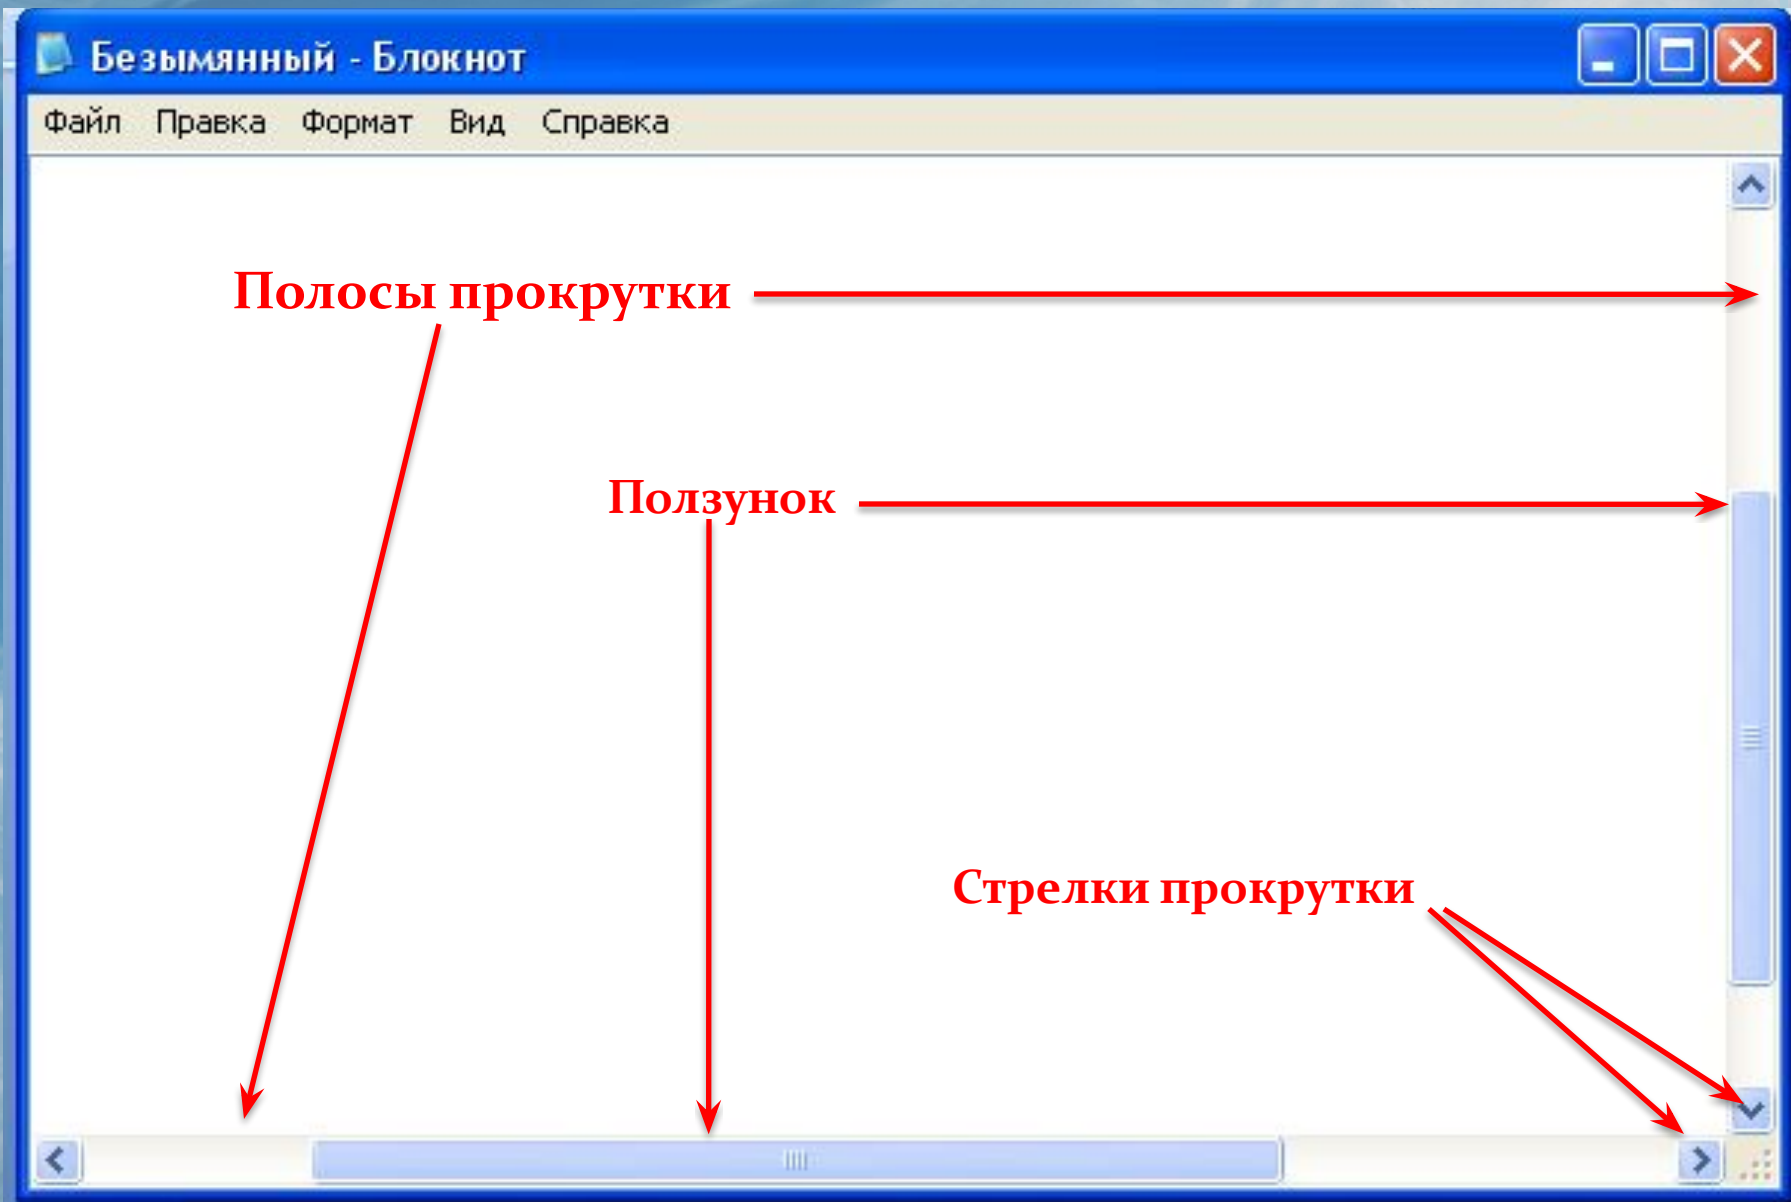 Безымянный - Блокнот
Файл Правка Формат Вид Справка
Полосы прокрутки
Ползунок
Стрелки прокрутки